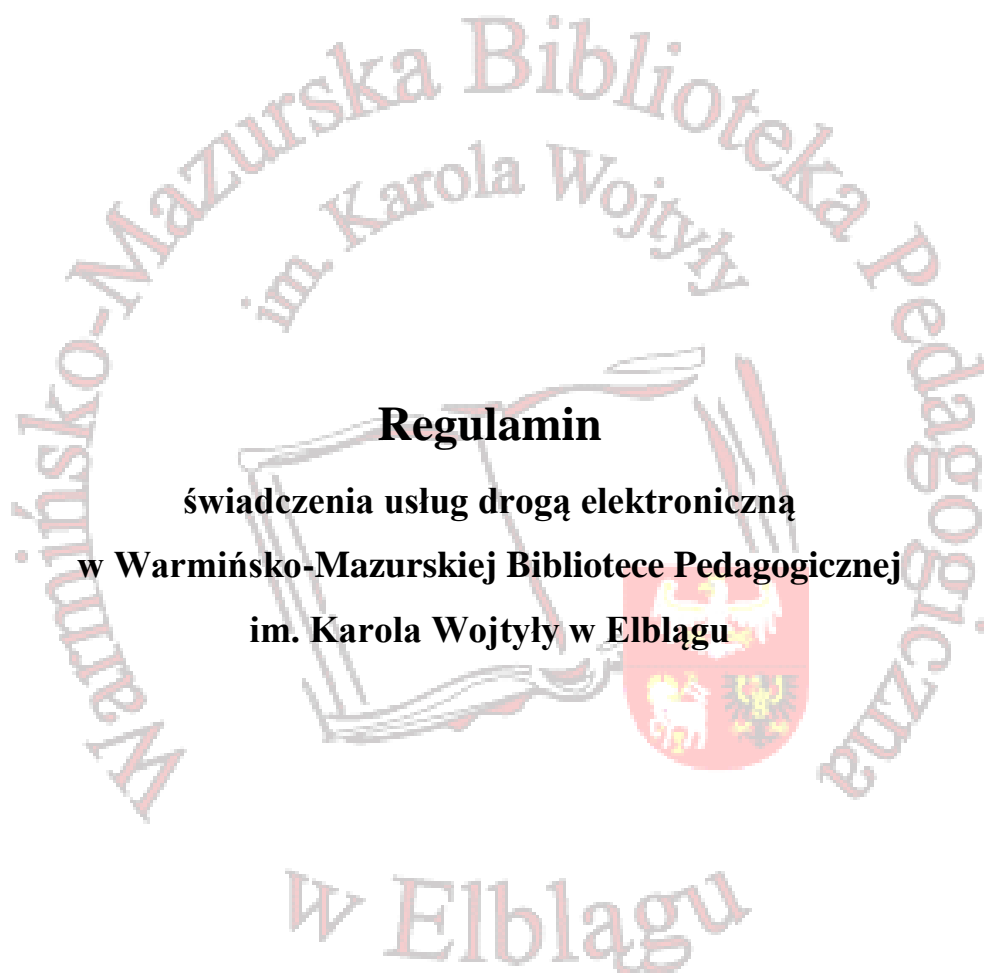 Warmińsko-Mazurska Biblioteka Pedagogiczna
im. Karola Wojtyły
Regulamin
świadczenia usług drogą elektroniczną
w Warmińsko-Mazurskiej Bibliotece Pedagogicznej
im. Karola Wojtyły w Elblągu
w Elblągu